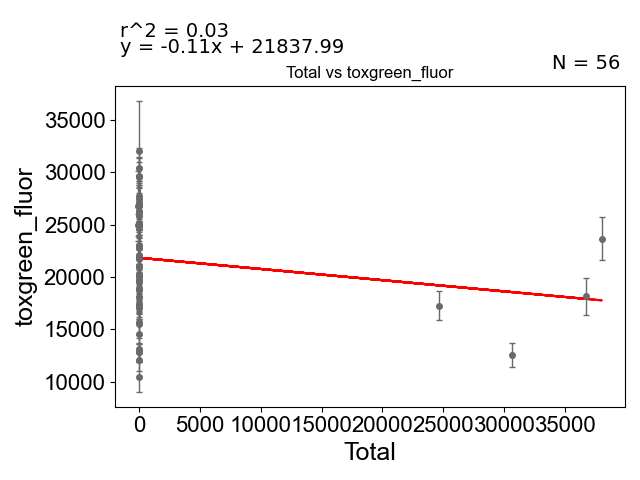 r^2 = 0.03
y = -0.11x + 21837.99
N = 56
Total vs toxgreen_fluor
35000
30000
25000
20000
15000
10000
toxgreen_fluor
0 5000 10000 15000 20000 25000 30000 35000
Total